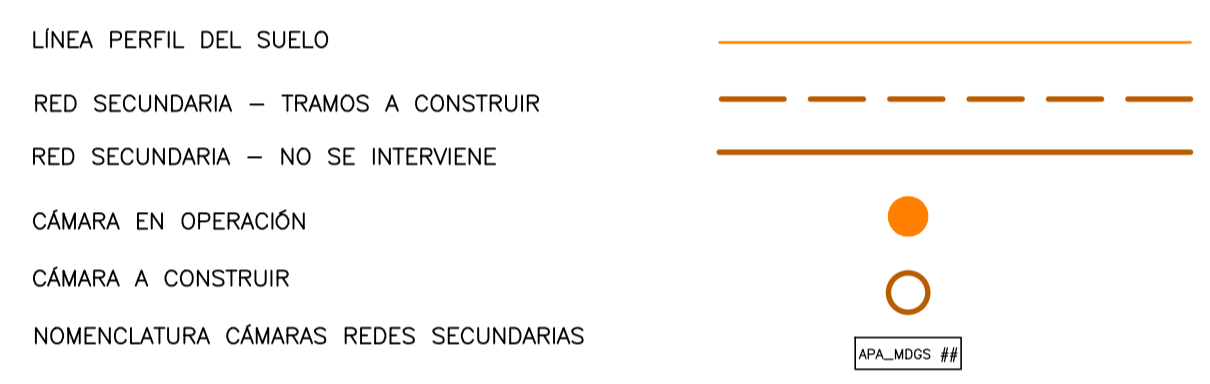 LÍNEA PERFIL DEL SUELO
RED SECUNDARIA – TRAMOS A CONSTRUIR
RED SECUNDARIA – NO SE INTERVIENE
CÁMARA EN OPERACIÓN
CÁMARA A CONSTRUIR
NOMENCLATURA CÁMARAS REDES SECUNDARIAS
APA_MDGS ##